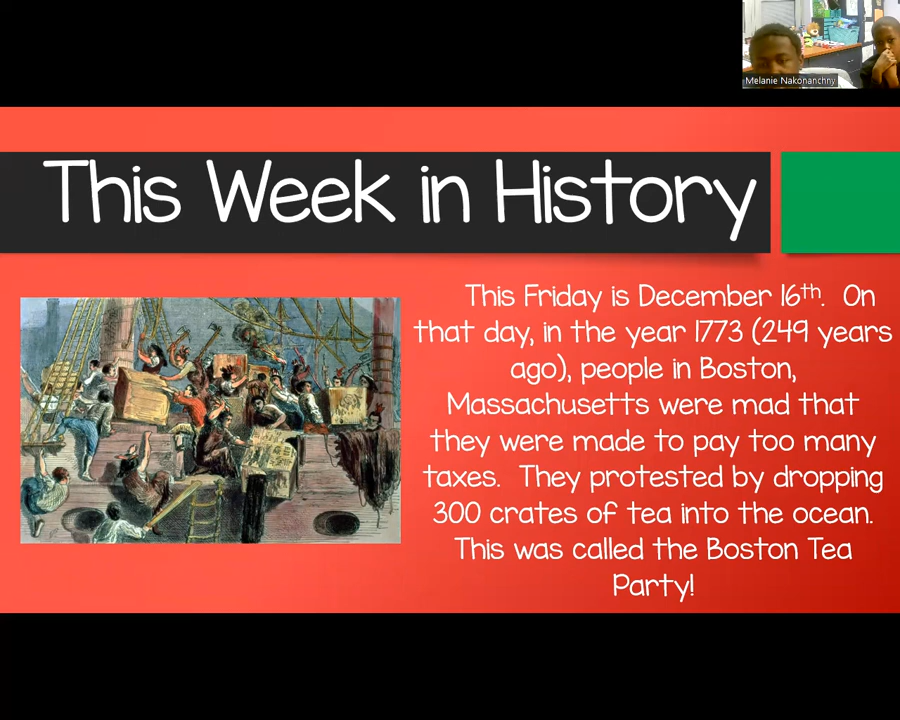 Melanie Nakonanchny
This Week in History
This Friday is December 16th. On
that day, in the year 1773 (249 years
ago), people in Boston,
Massachusetts were mad that
they were made to pay too many
taxes. They protested by dropping
300 crates of tea into the ocean.
This was called the Boston Tea
Party!